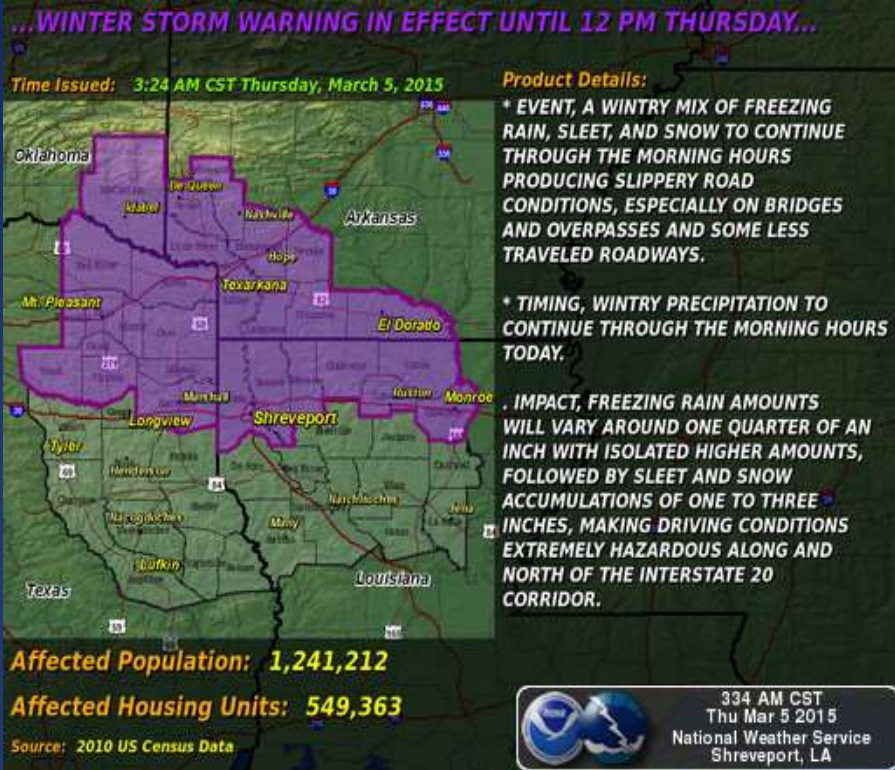 ...WINTER STORM WARNING IN EFFECT UNTIL 12 PM THURSDAY...
Time Issued: 3:24 AM CST Thursday, March 5, 2015
Oklahoma
De Queen
Idabel
Nashville
Arkansas
Hope
Texarkana
Mt. Pleasant
El Dorado
Marshall
Ruston
Monroe
Longview
Shreveport
Tyler
Henderson
84
Natchitoches
Jena
Nacogdoches
Many
Lufkin
Texas
Louisiana
59
Product Details:
* EVENT, A WINTRY MIX OF FREEZING
RAIN, SLEET, AND SNOW TO CONTINUE
THROUGH THE MORNING HOURS
PRODUCING SLIPPERY ROAD
CONDITIONS, ESPECIALLY ON BRIDGES
AND OVERPASSES AND SOME LESS
TRAVELED ROADWAYS.
* TIMING, WINTRY PRECIPITATION TO
CONTINUE THROUGH THE MORNING HOURS
TODAY.
. IMPACT, FREEZING RAIN AMOUNTS
WILL VARY AROUND ONE QUARTER OF AN
INCH WITH ISOLATED HIGHER AMOUNTS,
FOLLOWED BY SLEET AND SNOW
ACCUMULATIONS OF ONE TO THREE
INCHES, MAKING DRIVING CONDITIONS
EXTREMELY HAZARDOUS ALONG AND
NORTH OF THE INTERSTATE 20
CORRIDOR.
Affected Population: 1,241,212
Affected Housing Units: 549,363
Source: 2010 US Census Data
334 AM CST
Thu Mar 5 2015
National Weather Service
Shreveport, LA